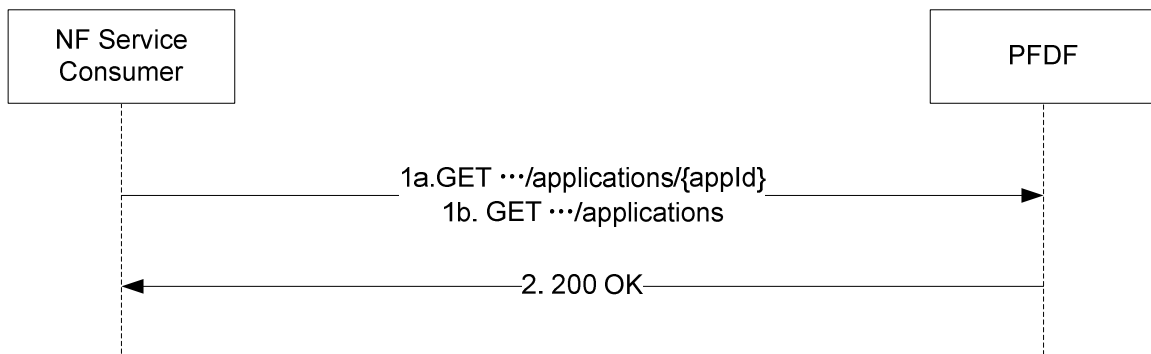 NF Service
Consumer
PFDF
1a.GET ···/applications/{appId}
1b. GET ···/applications
2. 200 OK